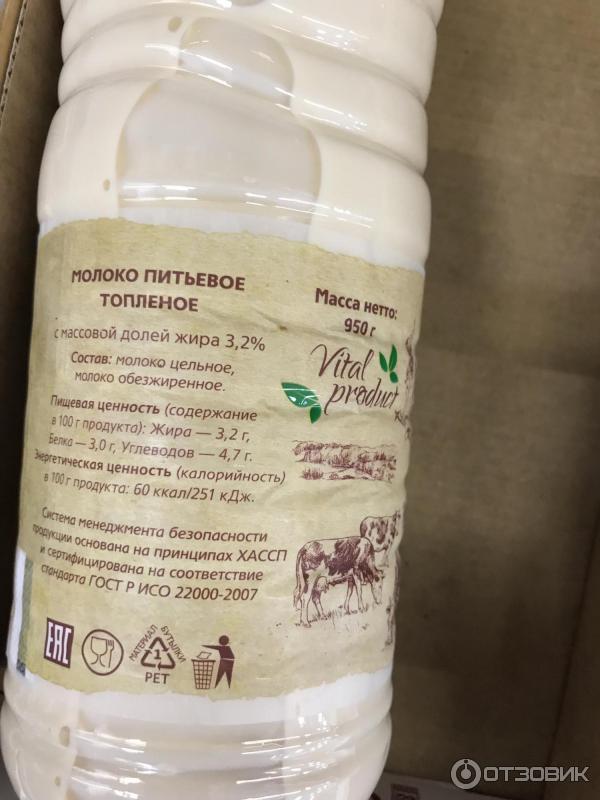 МОЛОКО ПИТЬЕВОЕ
ТОПЛЕНОЕ
с массовой долей жира 3,2%
Состав: молоко цельное,
молоко обезжиренное.
Пищевая ценность (содержание
в 100 г продукта): Жира — 3,2 г,
Белка — 3,0 г, Углеводов — 4,7 г.
Энергетическая ценность (калорийность)
в 100 г продукта: 60 ккал/251 кДж.
Система менеджмента безопасности
продукции основана на принципах ХАССП
и сертифицирована на соответствие
стандарта ГОСТ Р ИСО 22000-2007
EAC
МАТЕРИАЛ БУТЫЛКИ
1
PET
Масса нетто:
950 г
Vital
product
ОТЗОВИК